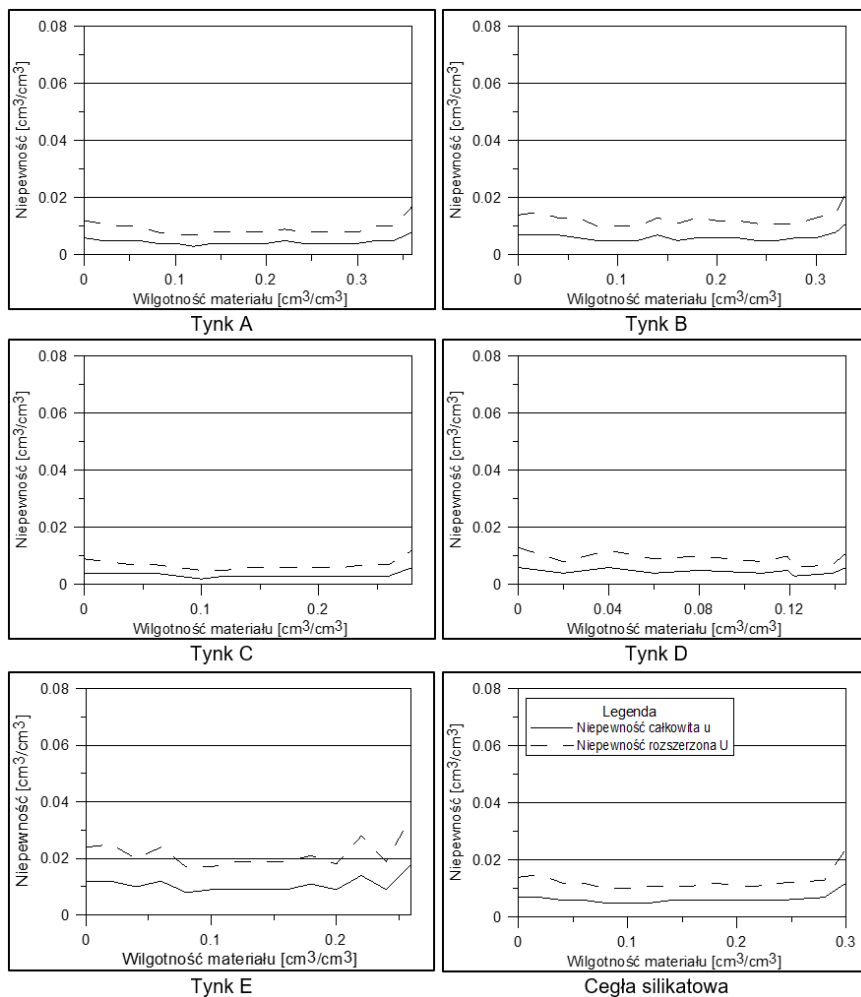 0.08
0.06
0.04
0.02
0
Niepewność [cm3/cm3]
0 0.1 0.2 0.3
Wilgotność materiału [cm3/cm3]
Tynk A
0.08
0.06
0.04
0.02
0
Niepewność [cm3/cm3]
0 0.1 0.2 0.3
Wilgotność materiału [cm3/cm3]
Tynk B
0.08
0.06
0.04
0.02
0
Niepewność [cm3/cm3]
0 0.1 0.2
Wilgotność materiału [cm3/cm3]
Tynk C
0.08
0.06
0.04
0.02
0
Niepewność [cm3/cm3]
0 0.04 0.08 0.12
Wilgotność materiału [cm3/cm3]
Tynk D
0.08
0.06
0.04
0.02
0
Niepewność [cm3/cm3]
0 0.1 0.2
Wilgotność materiału [cm3/cm3]
Tynk E
0.08
0.06
0.04
0.02
0
Niepewność [cm3/cm3]
Legenda
Niepewność całkowita u
Niepewność rozszerzona U
0 0.1 0.2 0.3
Wilgotność materiału [cm3/cm3]
Cegła silikatowa